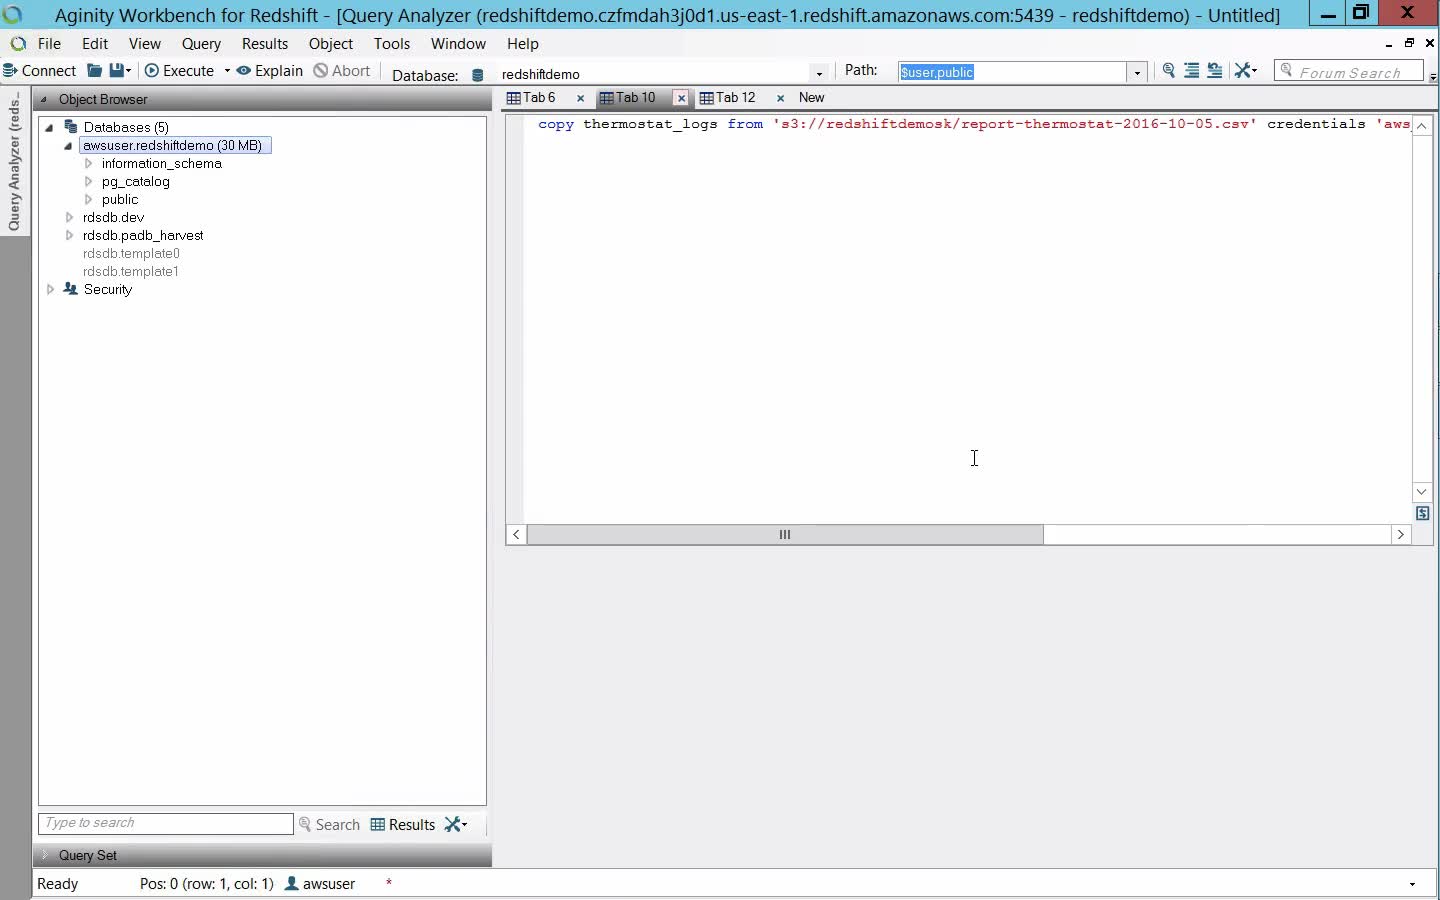 Aginity Workbench for Redshift - [Query Analyzer (redshiftdemo.czfmdah3j0d1.us-east-1.redshift.amazonaws.com:5439 - redshiftdemo) - Untitled]
File Edit View Query Results Object Tools Window Help
Connect Execute Explain Abort Database: redshiftdemo Path: $user,public Forum Search
Query Analyzer (reds...
Object Browser
Tab 6 Tab 10 Tab 12 New
Databases (5)
awsuser.redshiftdemo (30 MB)
information_schema
pg_catalog
public
rdsdb.dev
rdsdb.padb_harvest
rdsdb.template0
rdsdb.template1
Security
copy thermostat_logs from 's3://redshiftdemosk/report-thermostat-2016-10-05.csv' credentials 'aws_
Type to search Search Results
Query Set
Ready Pos: 0 (row: 1, col: 1) awsuser *